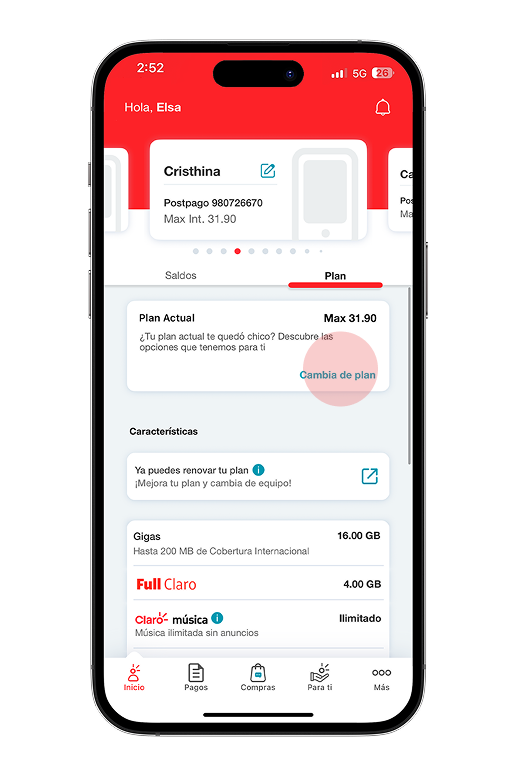 2:52
5G 26
Hola, Elsa
Cristhina
Postpago 980726670
Max Int. 31.90
Ca
Pos
Ma
Saldos Plan
Plan Actual Max 31.90
¿Tu plan actual te quedó chico? Descubre las
opciones que tenemos para ti
Cambia de plan
Características
Ya puedes renovar tu plan i
¡Mejora tu plan y cambia de equipo!
Gigas 16.00 GB
Hasta 200 MB de Cobertura Internacional
Full Claro 4.00 GB
Claro música i Ilimitado
Música ilimitada sin anuncios
Inicio Pagos Compras Para ti Más